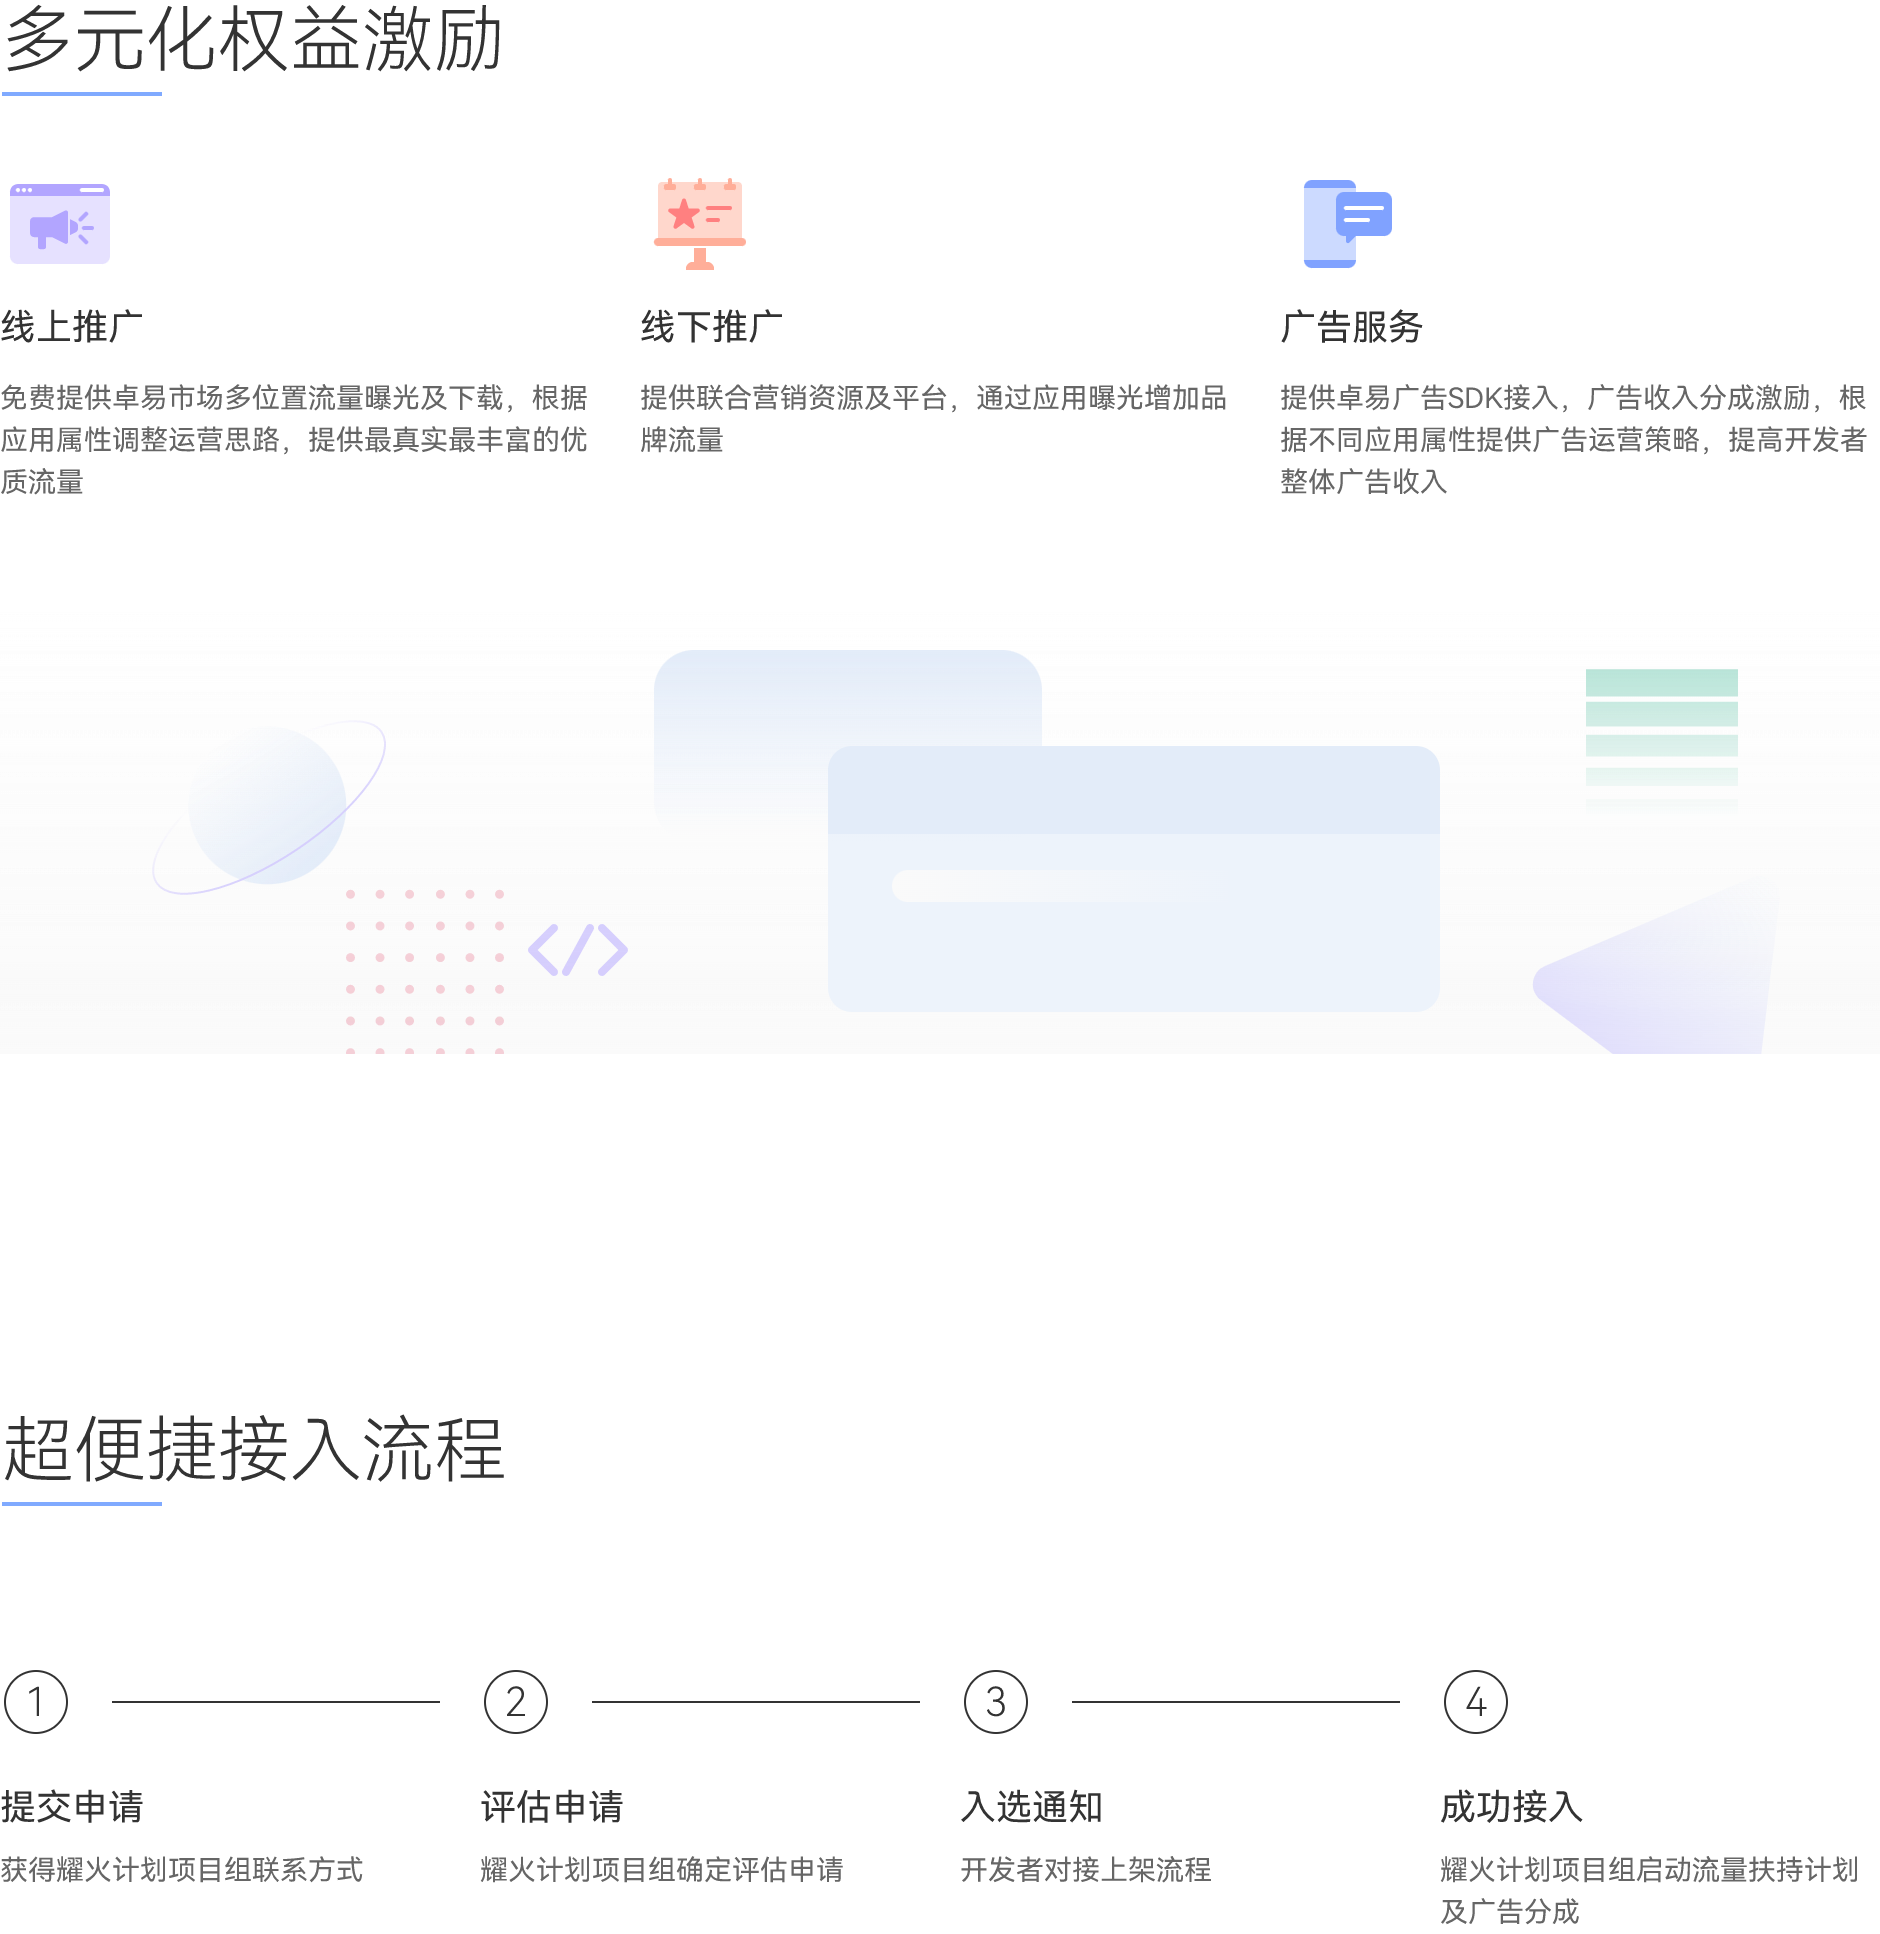 多元化权益激励
线上推广
免费提供卓易市场多位置流量曝光及下载，根据
应用属性调整运营思路，提供最真实最丰富的优
质流量
线下推广
提供联合营销资源及平台，通过应用曝光增加品
牌流量
广告服务
提供卓易广告SDK接入，广告收入分成激励，根
据不同应用属性提供广告运营策略，提高开发者
整体广告收入
</>
超便捷接入流程
1
提交申请
获得耀火计划项目组联系方式
2
评估申请
耀火计划项目组确定评估申请
3
入选通知
开发者对接上架流程
4
成功接入
耀火计划项目组启动流量扶持计划
及广告分成